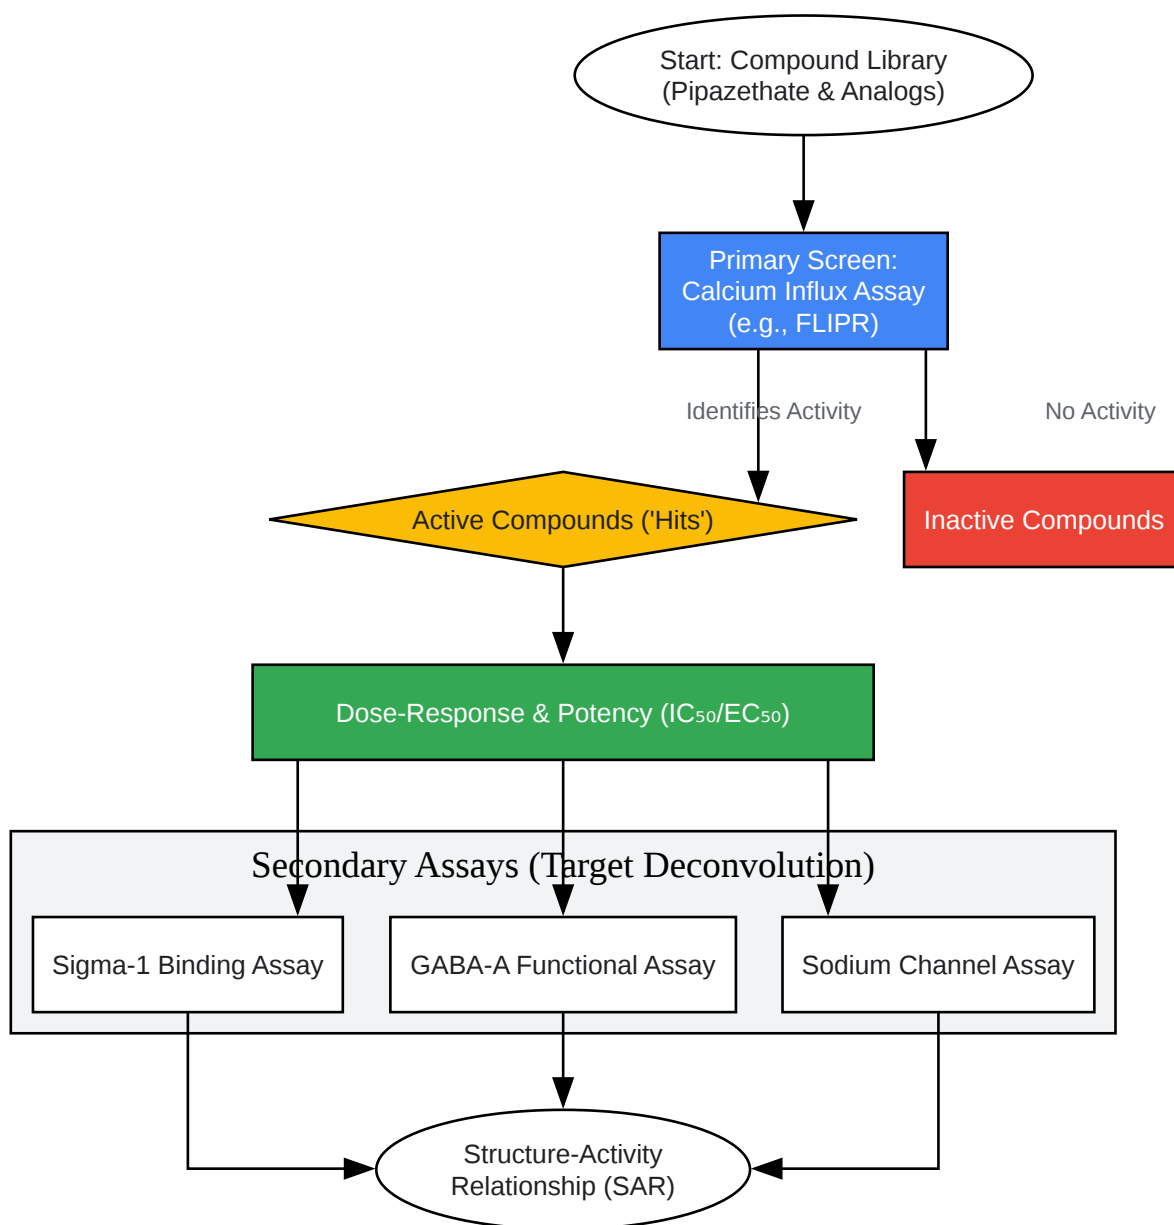 Start: Compound Library
(Pipazethate & Analogs)
Primary Screen:
Calcium Influx Assay
(e.g., FLIPR)
Identifies Activity
No Activity
Active Compounds ('Hits')
Inactive Compounds
Dose-Response & Potency (IC₅₀/EC₅₀)
Secondary Assays (Target Deconvolution)
Sigma-1 Binding Assay
GABA-A Functional Assay
Sodium Channel Assay
Structure-Activity
Relationship (SAR)